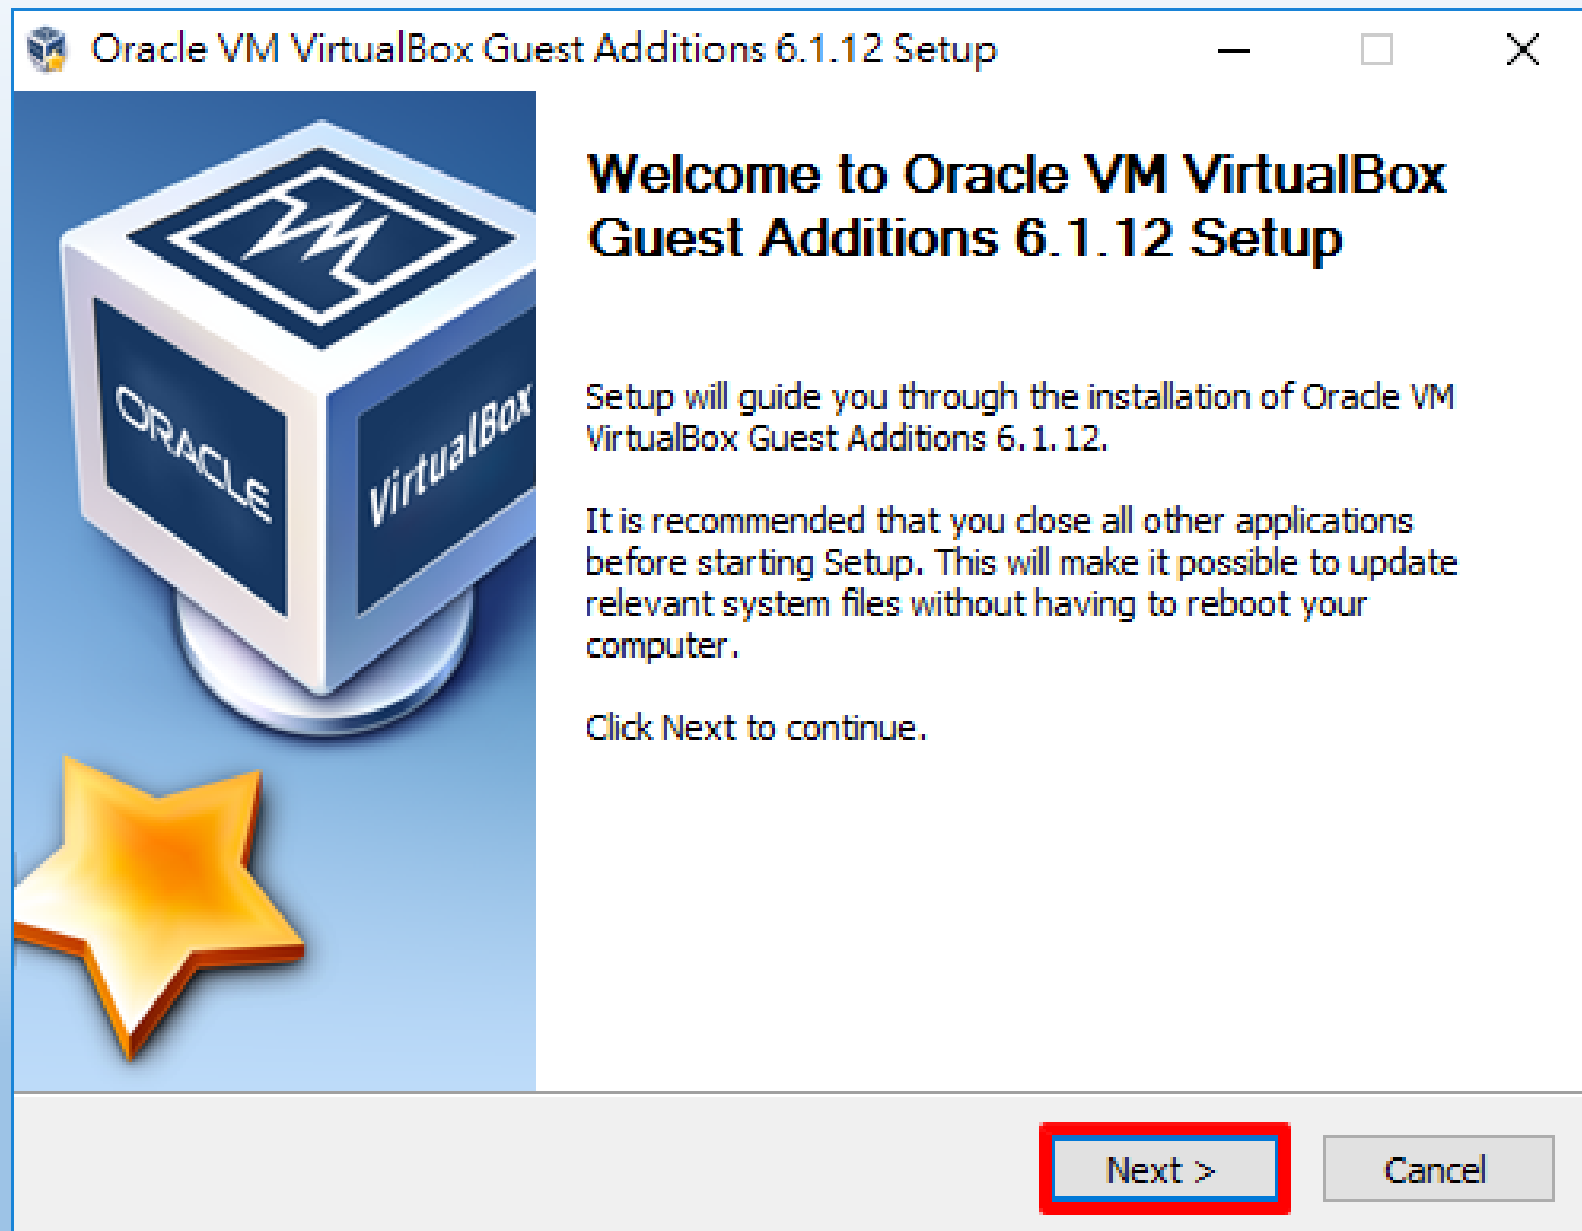 Oracle VM VirtualBox Guest Additions 6.1.12 Setup
Welcome to Oracle VM VirtualBox
Guest Additions 6.1.12 Setup
ORACLE
VirtualBox
Setup will guide you through the installation of Oracle VM
VirtualBox Guest Additions 6.1.12.
It is recommended that you close all other applications
before starting Setup. This will make it possible to update
relevant system files without having to reboot your
computer.
Click Next to continue.
Next >
Cancel